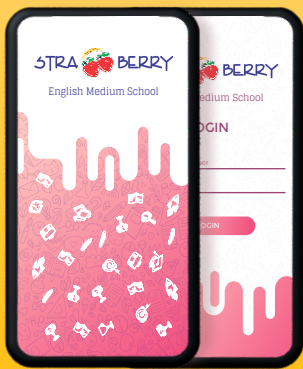 STRA BERRY
English Medium School
BERRY
edium School
OGIN
OGIN